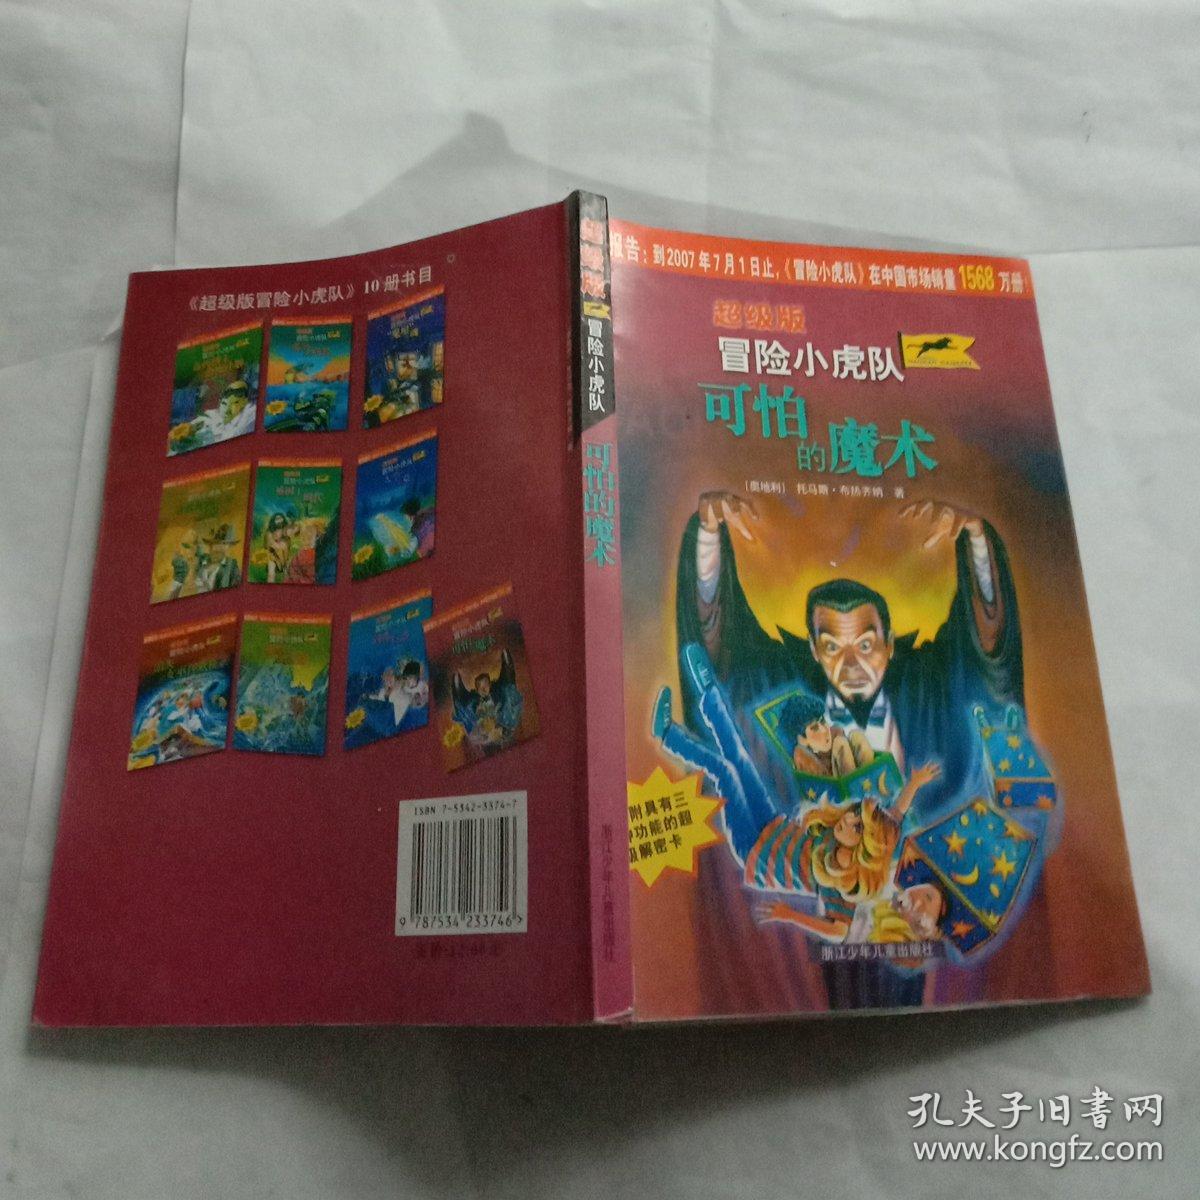 《超级版冒险小虎队》10册书目
ISBN 7-5342-3374-7
9 787534 233746>
超级版
冒险小虎队
可怕的魔术
浙江少年儿童出版社
报告：到2007年7月1日止，《冒险小虎队》在中国市场销量1568万册！
超级版
冒险小虎队
可怕
的魔术
［奥地利］ 托马斯·布热齐纳 著
附具有三
功能的超
级解密卡
浙江少年儿童出版社
孔夫子旧书网
www.kongfz.com